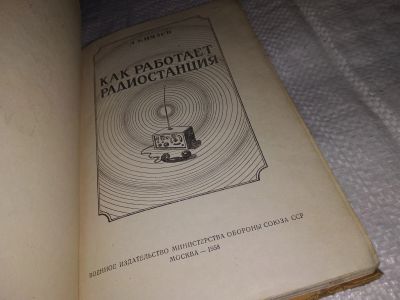 КАК РАБОТАЕТ
РАДИОСТАНЦИЯ
ВОЕННОЕ ИЗДАТЕЛЬСТВО МИНИСТЕРСТВА ОБОРОНЫ СОЮЗА ССР
МОСКВА — 1958